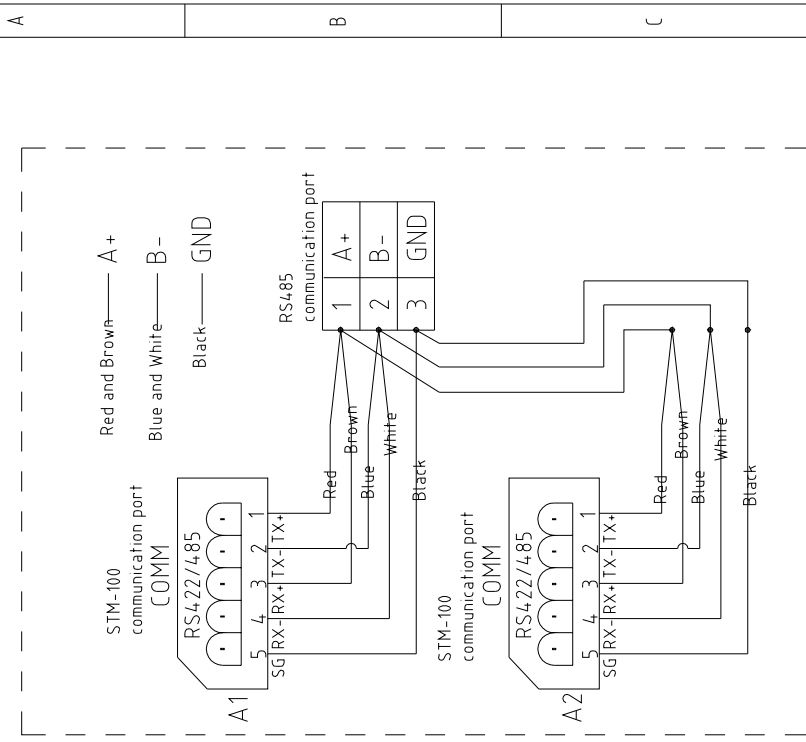 A
B
C
Red and Brown A+
Blue and White B-
Black GND
RS485
communication port
1 A+
2 B-
3 GND
STM-100
communication port
COMM
RS422/485
1 TX+
2 TX-
3 RX+
4 RX-
5 SG
A1
Red
Brown
Blue
White
Black
STM-100
communication port
COMM
RS422/485
1 TX+
2 TX-
3 RX+
4 RX-
5 SG
A2
Red
Brown
Blue
White
Black